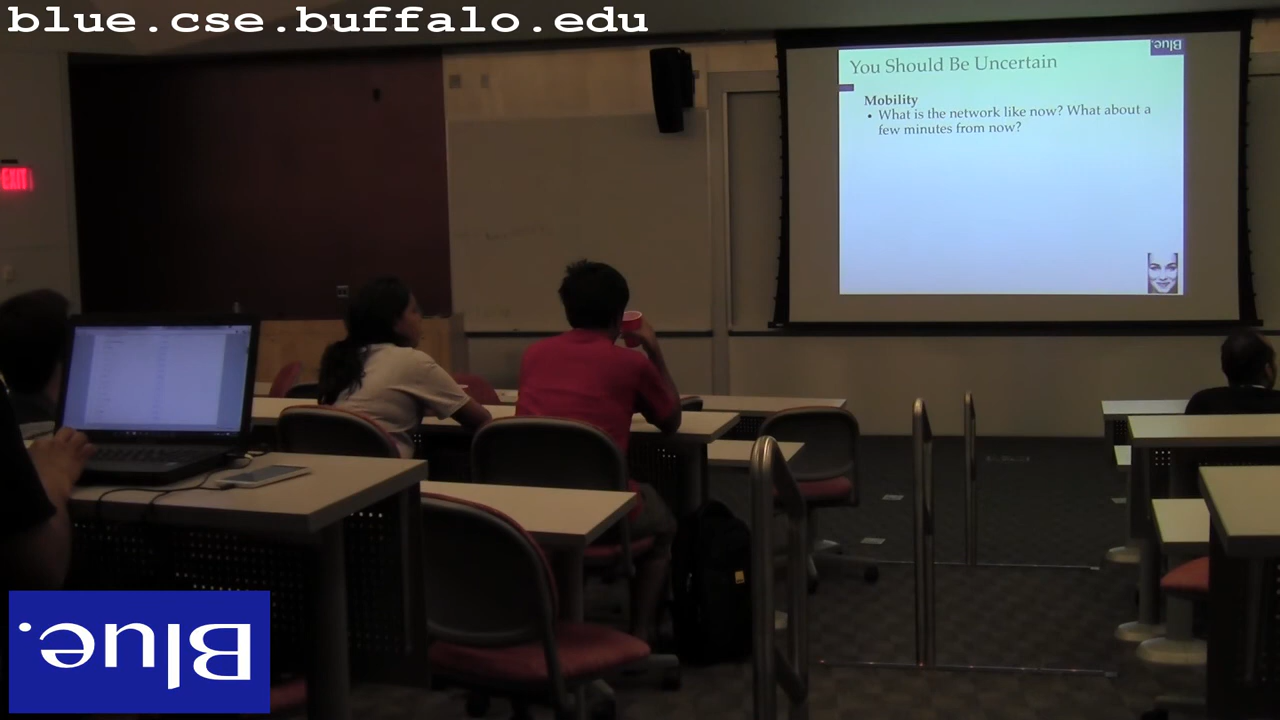 blue.cse.buffalo.edu
Blue.
You Should Be Uncertain
Mobility
• What is the network like now? What about a
few minutes from now?
EXIT
Blue.